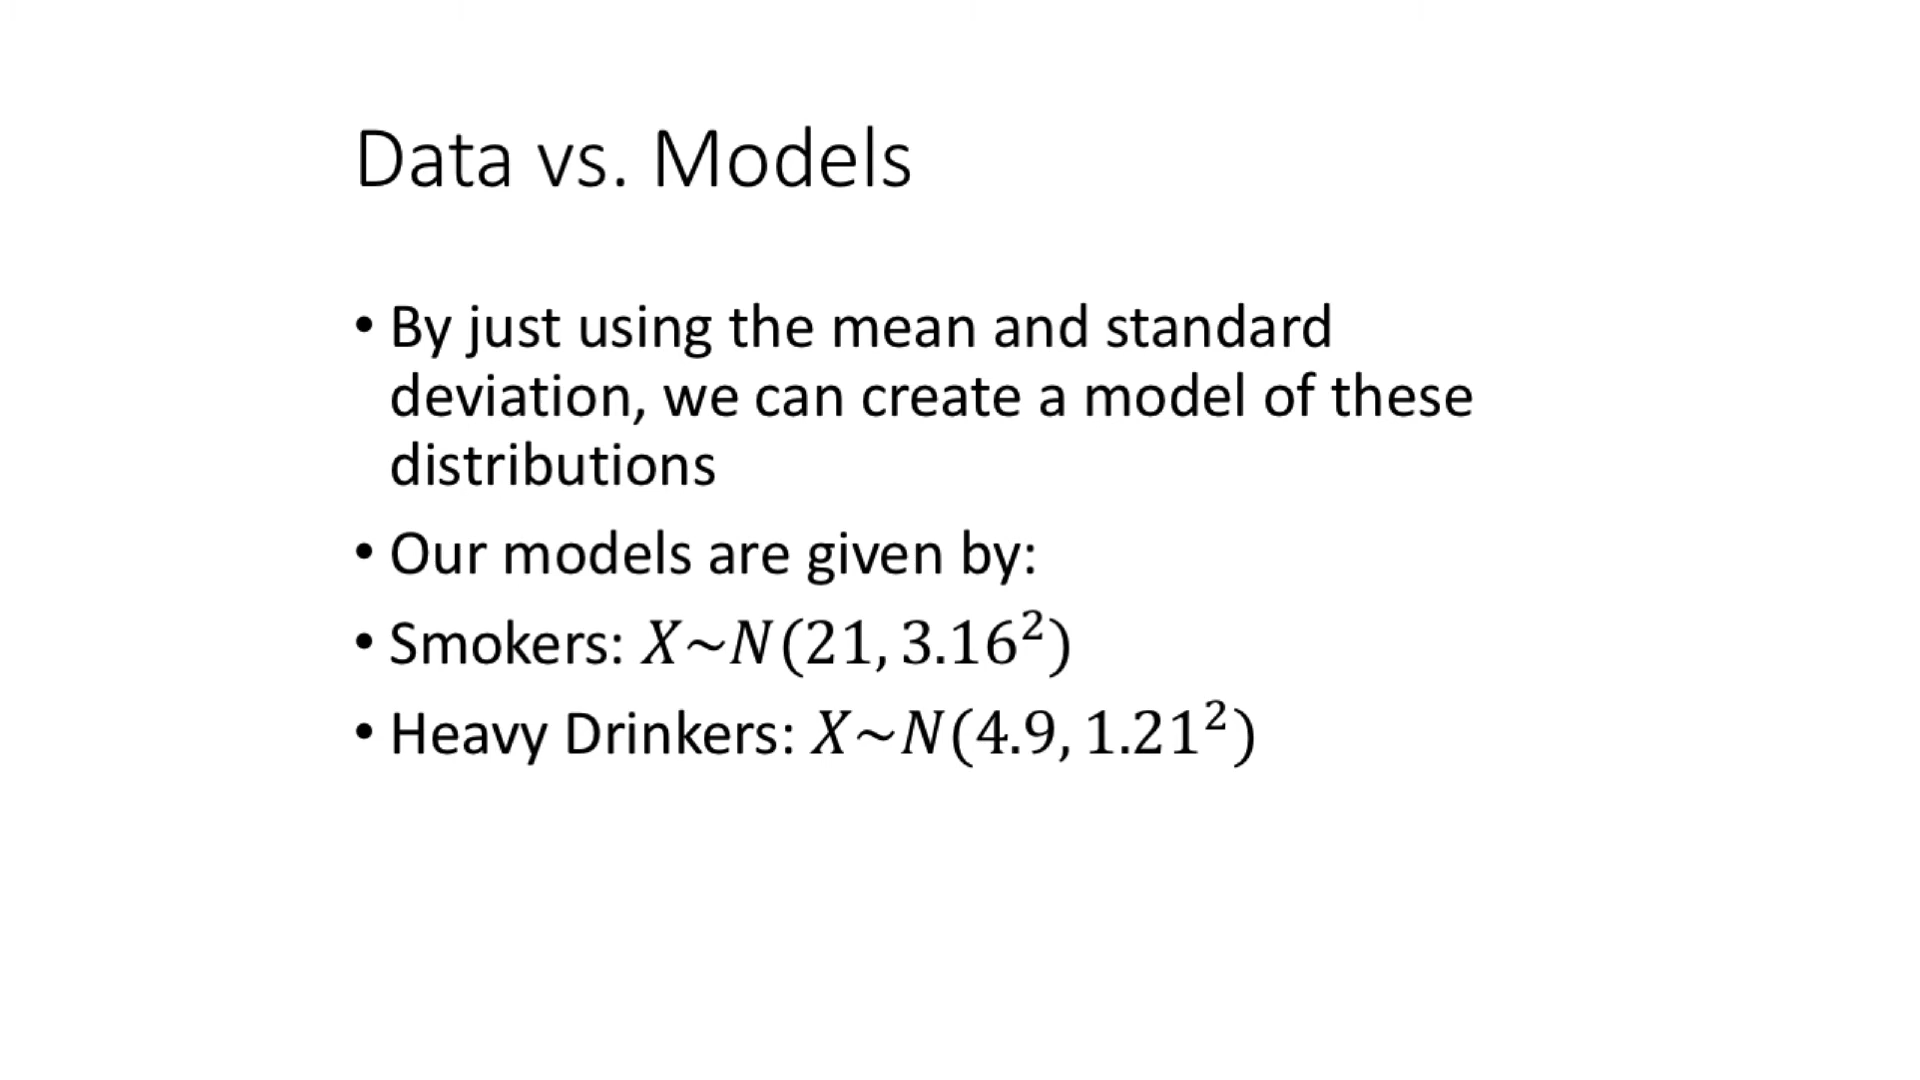 Data vs. Models
• By just using the mean and standard
deviation, we can create a model of these
distributions
• Our models are given by:
• Smokers: X~N(21, 3.16²)
• Heavy Drinkers: X~N(4.9, 1.21²)